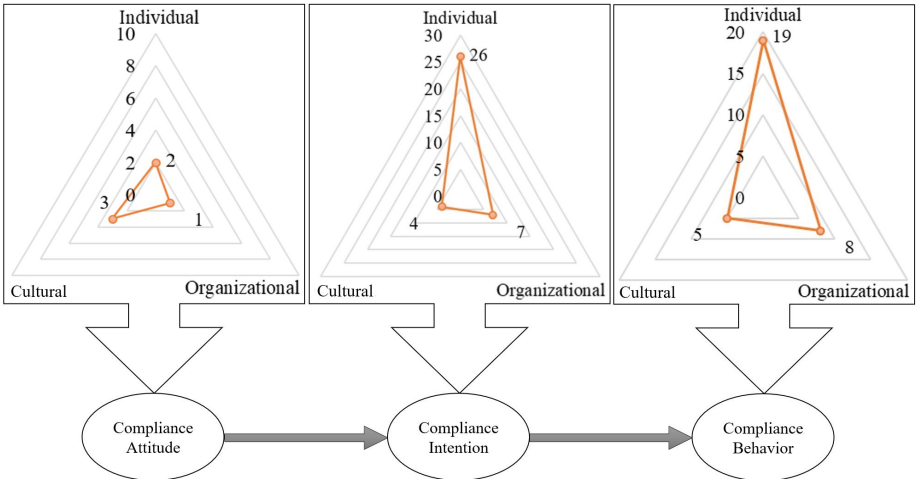 Individual
10
8
6
4
2
2
0
3
1
Cultural
Organizational
Individual
30
26
25
20
15
10
5
0
4
7
Cultural
Organizational
Individual
20
19
15
10
5
0
5
8
Cultural
Organizational
Compliance
Attitude
Compliance
Intention
Compliance
Behavior